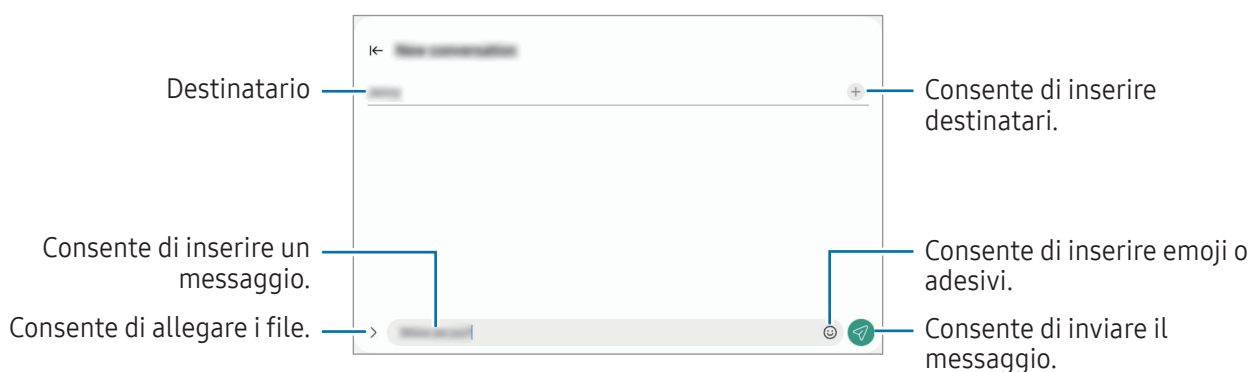 Destinatario
Consente di inserire
destinatari.
Consente di inserire un
messaggio.
Consente di inserire emoji o
adesivi.
Consente di allegare i file.
Consente di inviare il
messaggio.